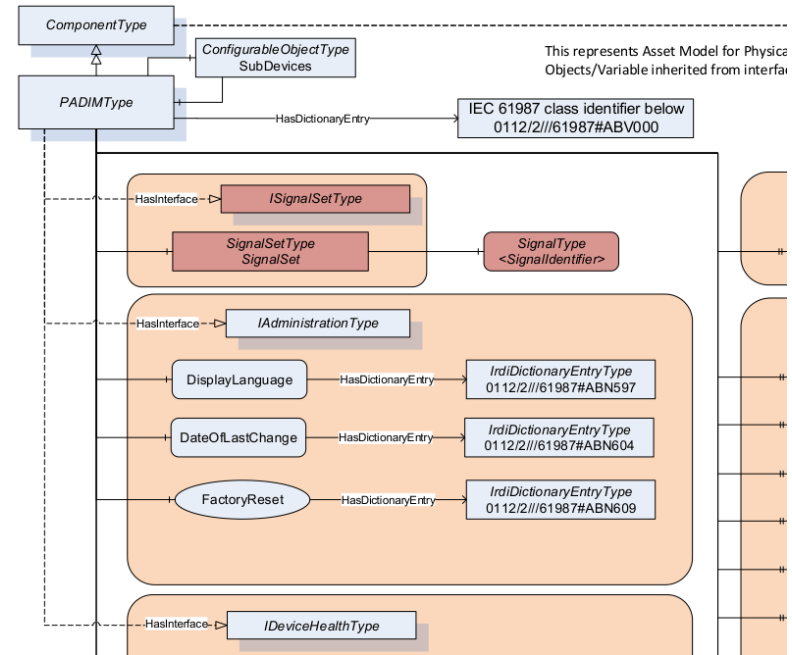 ComponentType
ConfigurableObjectType
SubDevices
This represents Asset Model for Physica
Objects/Variable inherited from interfac
PADIMType
HasDictionaryEntry
IEC 61987 class identifier below
0112/2///61987#ABV000
HasInterface
ISignalSetType
SignalSetType
SignalSet
SignalType
<SignalIdentifier>
HasInterface
IAdministrationType
DisplayLanguage
HasDictionaryEntry
IrdiDictionaryEntryType
0112/2///61987#ABN597
DateOfLastChange
HasDictionaryEntry
IrdiDictionaryEntryType
0112/2///61987#ABN604
FactoryReset
HasDictionaryEntry
IrdiDictionaryEntryType
0112/2///61987#ABN609
HasInterface
IDeviceHealthType